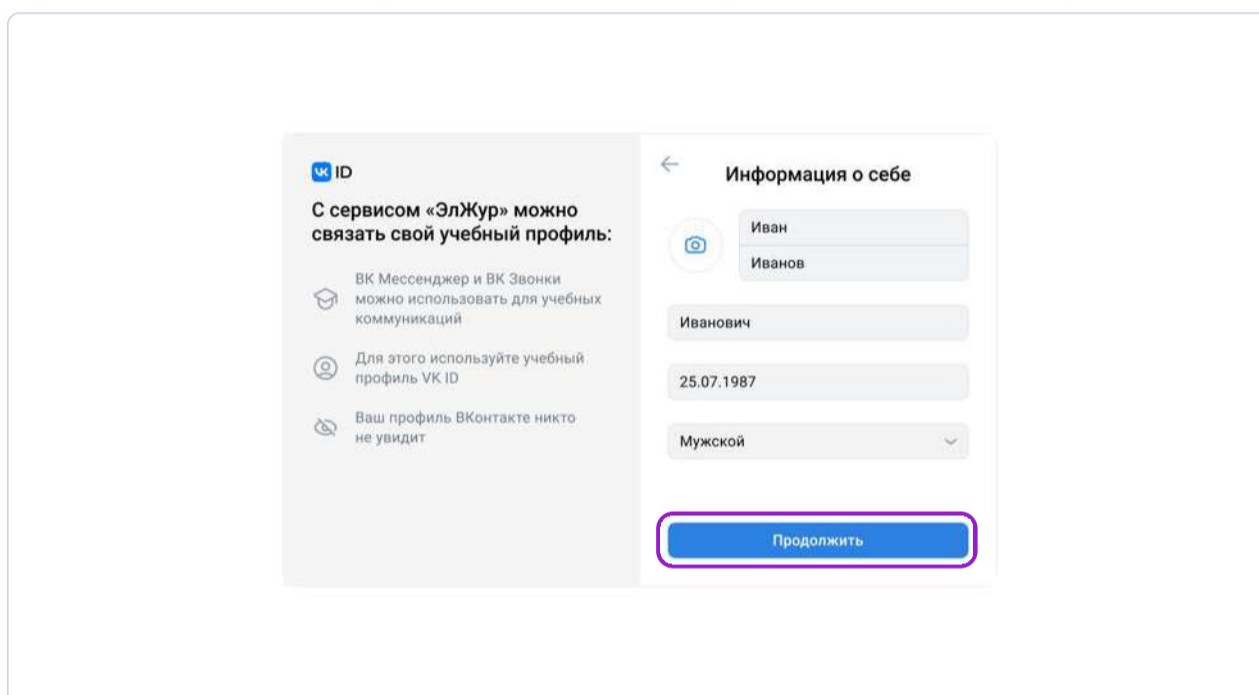 VK ID
С сервисом «ЭлЖур» можно
связать свой учебный профиль:
ВК Мессенджер и ВК Звонки
можно использовать для учебных
коммуникаций
Для этого используйте учебный
профиль VK ID
Ваш профиль ВКонтакте никто
не увидит
Информация о себе
Иван
Иванов
Иванович
25.07.1987
Мужской
Продолжить